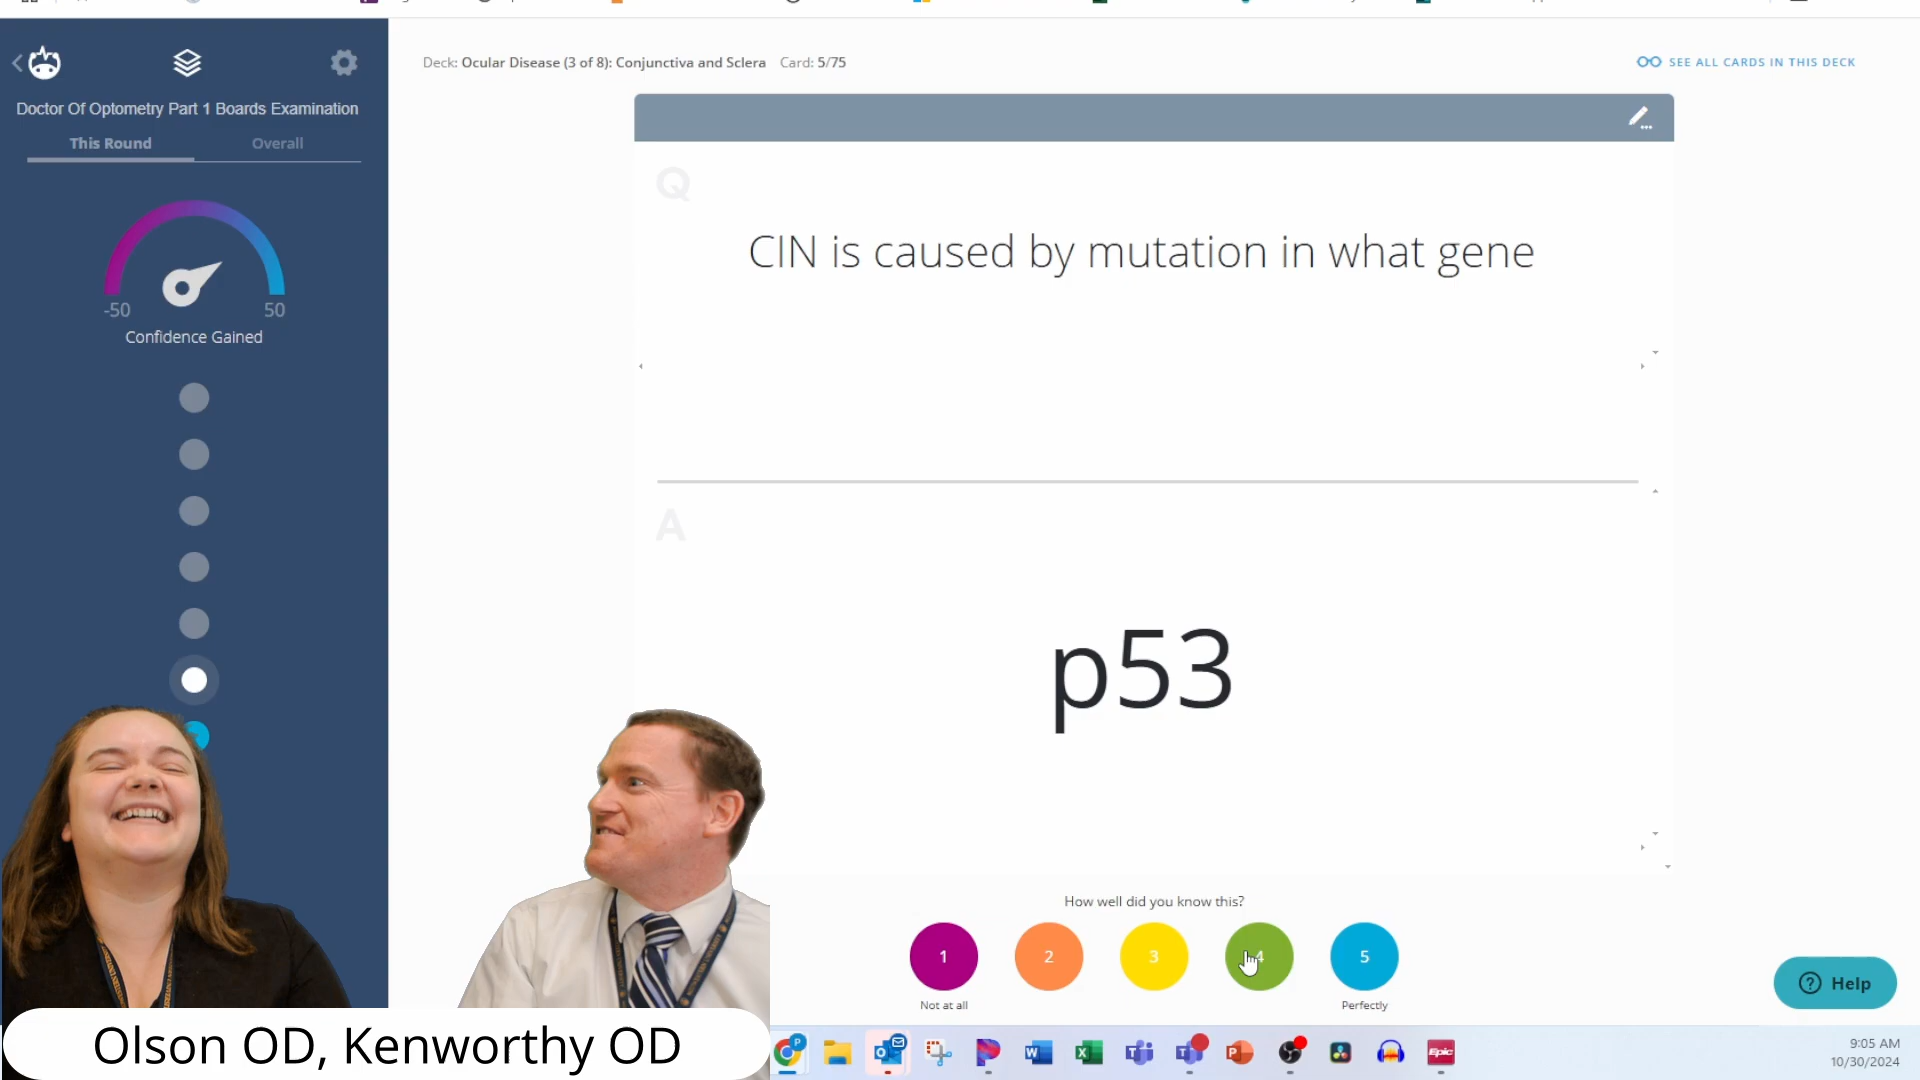 Deck: Ocular Disease (3 of 8): Conjunctiva and Sclera Card: 5/75
SEE ALL CARDS IN THIS DECK
Doctor Of Optometry Part 1 Boards Examination
This Round Overall
-50 50
Confidence Gained
Q
CIN is caused by mutation in what gene
A
p53
How well did you know this?
1 2 3 4 5
Not at all Perfectly
Help
Olson OD, Kenworthy OD
Epic
9:05 AM
10/30/2024